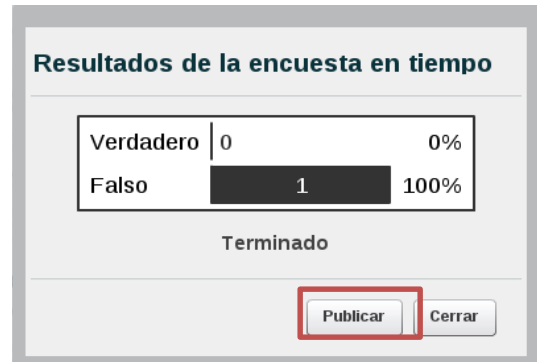 Resultados de la encuesta en tiempo
Verdadero 0 0%
Falso 1 100%
Terminado
Publicar Cerrar